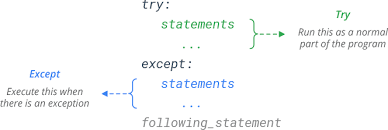 try:
statements
...
Try
Run this as a normal
part of the program
except:
Except
Execute this when
there is an exception
statements
...
following_statement